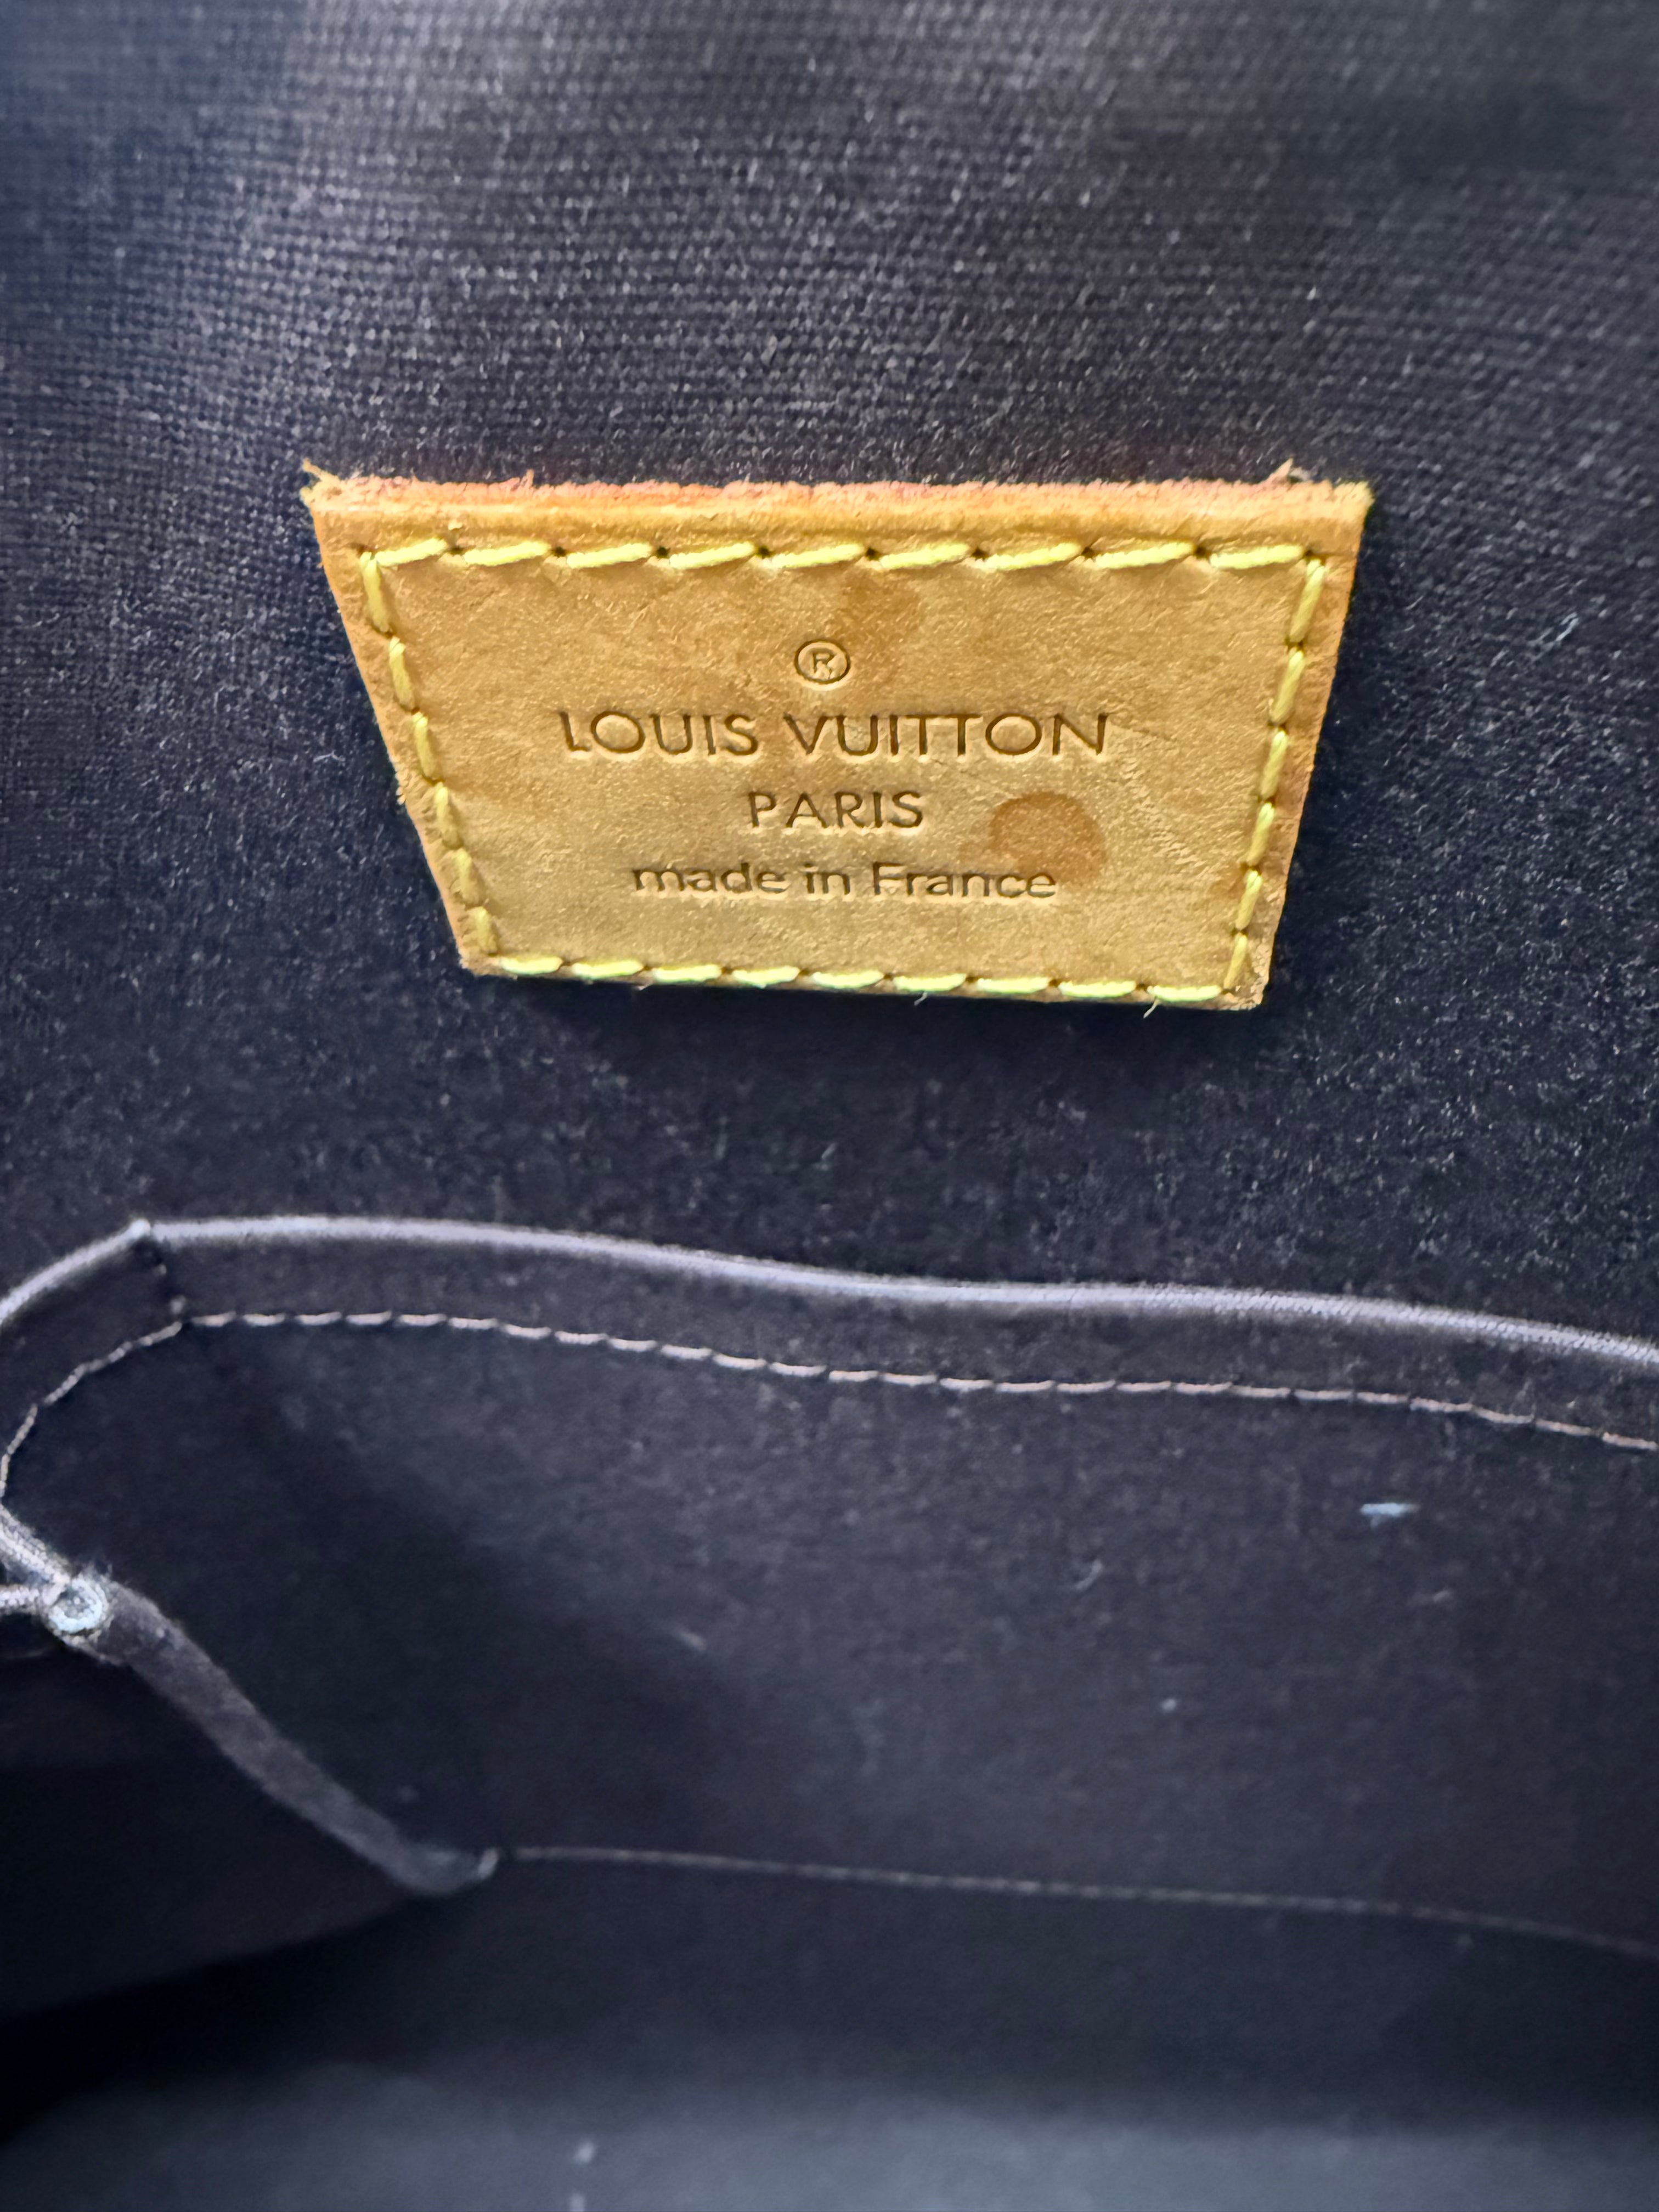 ®
LOUIS VUITTON
PARIS
made in France